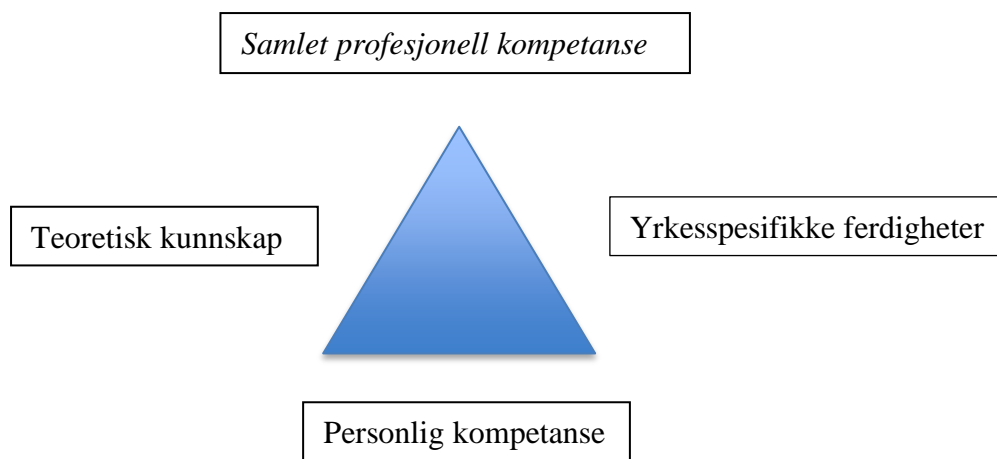 Samlet profesjonell kompetanse
Teoretisk kunnskap
Yrkesspesifikke ferdigheter
Personlig kompetanse